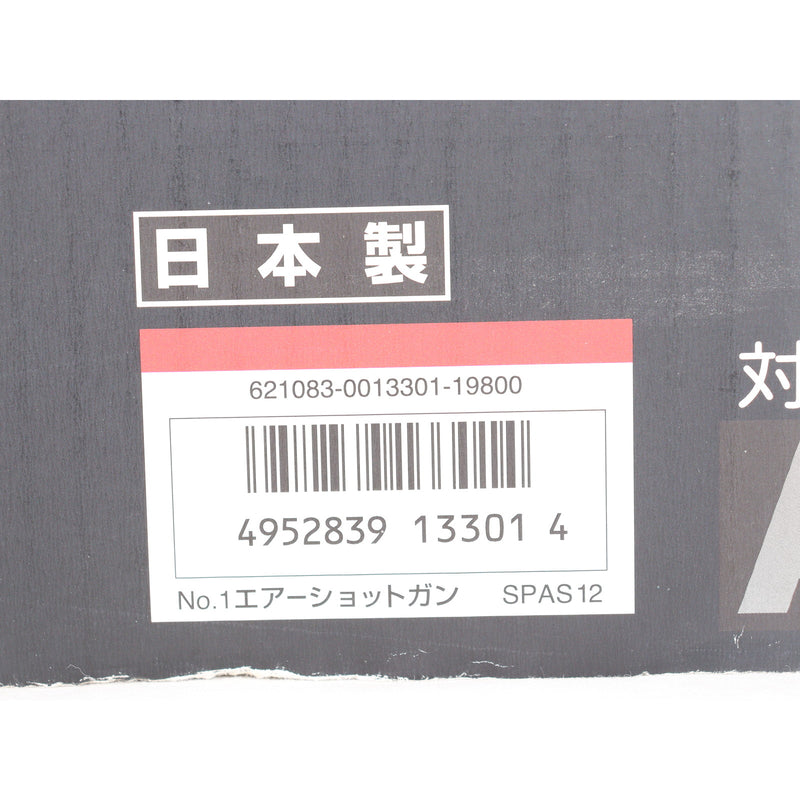 日本製
621083-0013301-19800
対
4952839 13301 4
No.1エアーショットガン SPAS12